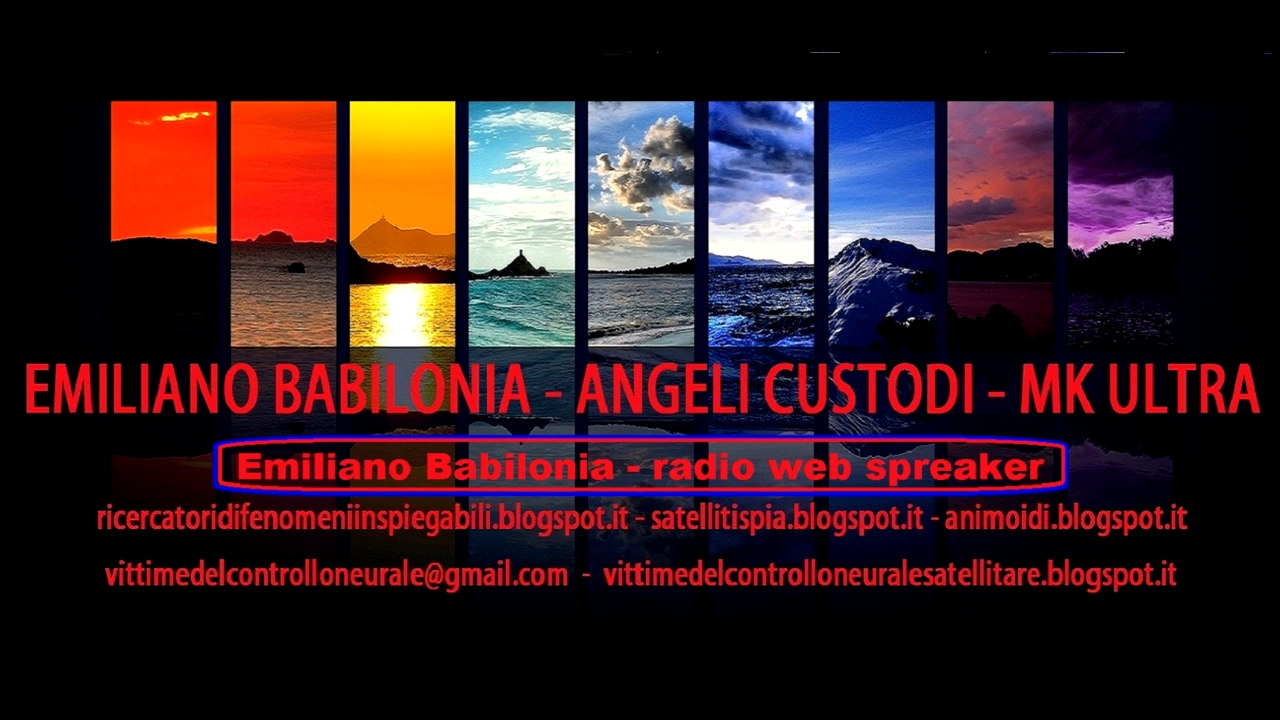 EMILIANO BABILONIA - ANGELI CUSTODI - MK ULTRA
Emiliano Babilonia - radio web spreaker
ricercatoridifenomeniinspiegabili.blogspot.it - satellitispia.blogspot.it - animoidi.blogspot.it
vittimedelcontrolloneurale@gmail.com - vittimedelcontrolloneuralesatellitare.blogspot.it